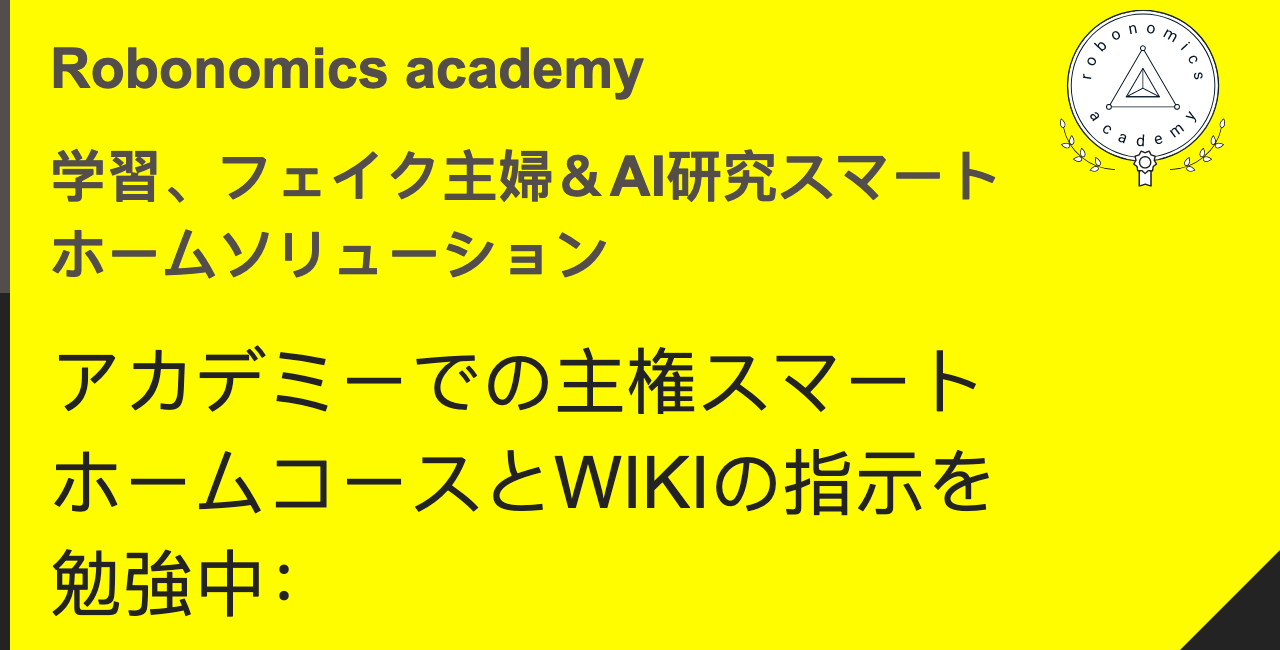 Robonomics academy
学習、フェイク主婦＆AI研究スマート
ホームソリューション
アカデミーでの主権スマート
ホームコースとWIKIの指示を
勉強中：
robonomics
academy